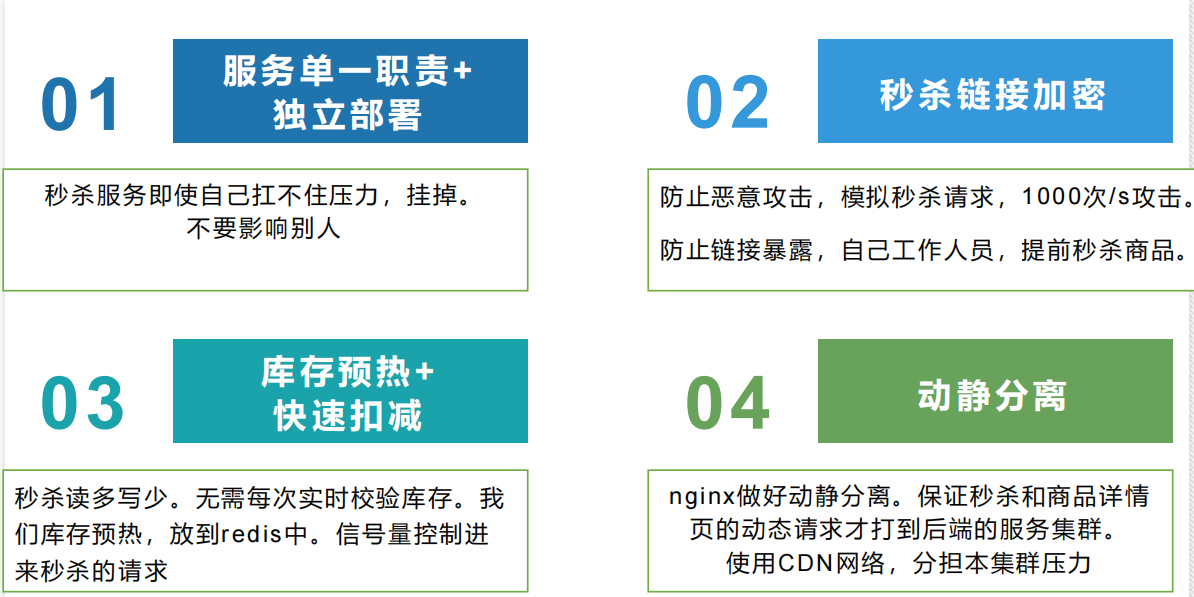 01
服务单一职责+
独立部署
秒杀服务即使自己扛不住压力，挂掉。
不要影响别人
02
秒杀链接加密
防止恶意攻击，模拟秒杀请求，1000次/s攻击。
防止链接暴露，自己工作人员，提前秒杀商品。
03
库存预热+
快速扣减
秒杀读多写少。无需每次实时校验库存。我
们库存预热，放到redis中。信号量控制进
来秒杀的请求
04
动静分离
nginx做好动静分离。保证秒杀和商品详情
页的动态请求才打到后端的服务集群。
使用CDN网络，分担本集群压力